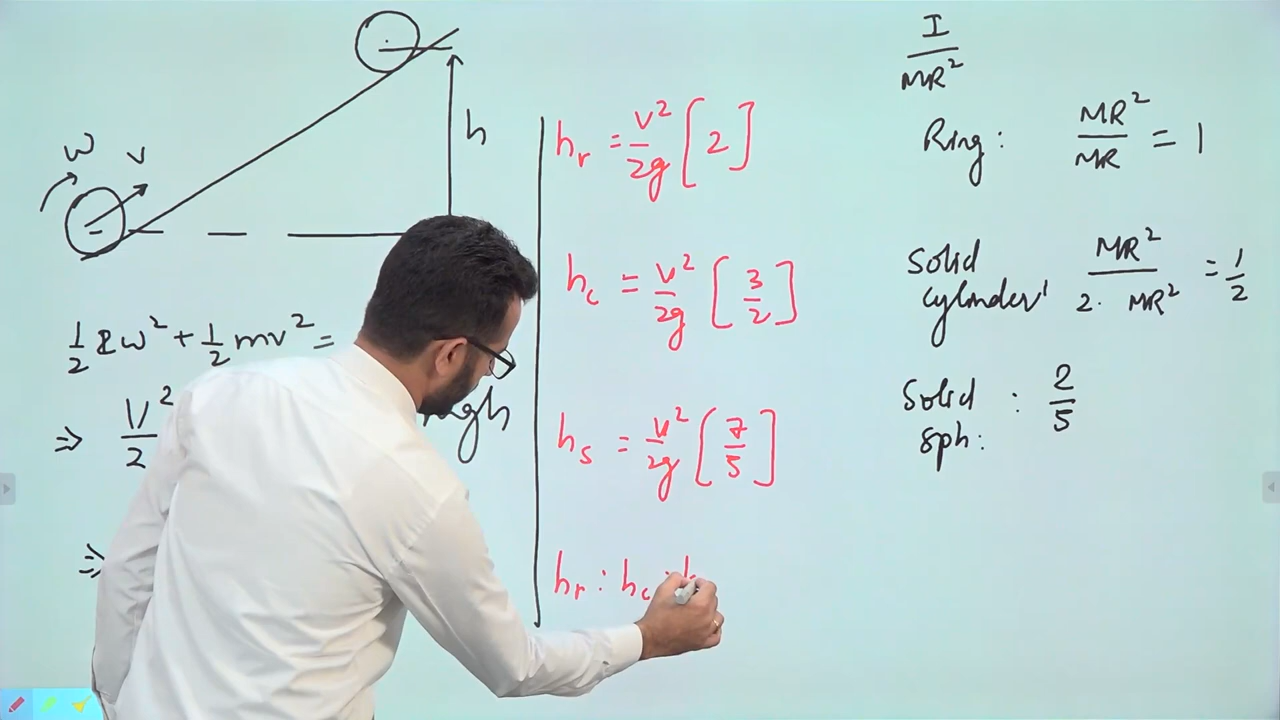 ω v
h
1/2 I ω² + 1/2 mv² =
mgh
⇒ V²/2
⇒
h_r = v²/2g [2]
h_c = v²/2g [3/2]
h_s = v²/2g [7/5]
h_r : h_c : h
I/MR²
Ring: MR²/MR = 1
Solid cylinder' MR²/2. MR² = 1/2
Solid sph: : 2/5